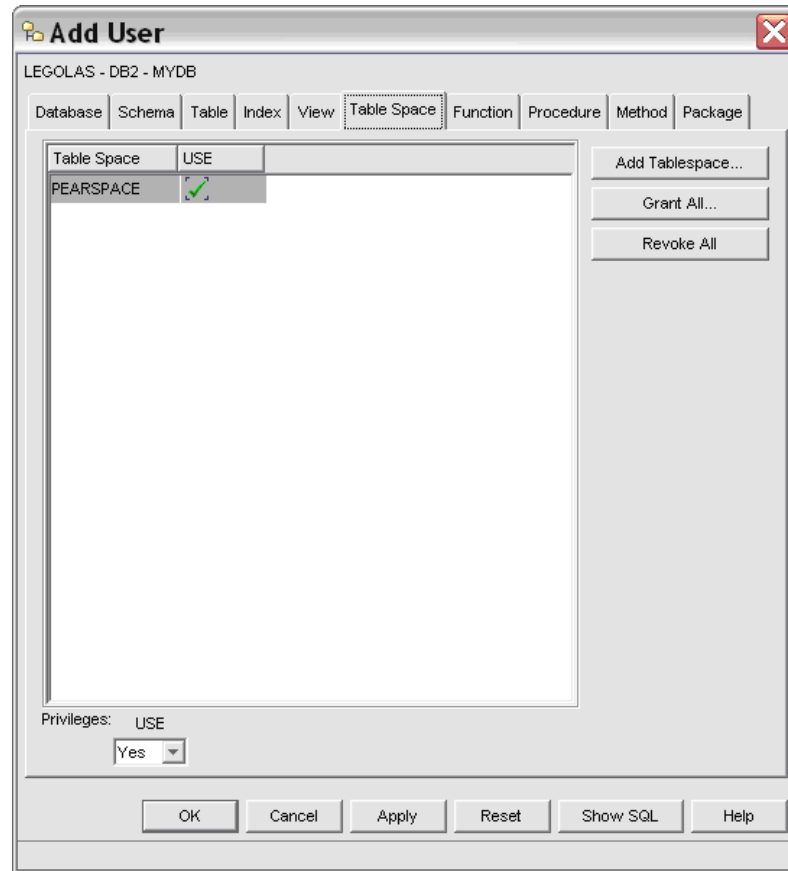 Add User
LEGOLAS - DB2 - MYDB
Database Schema Table Index View Table Space Function Procedure Method Package
Table Space USE
PEARSPACE
Add Tablespace...
Grant All...
Revoke All
Privileges: USE
Yes
OK Cancel Apply Reset Show SQL Help